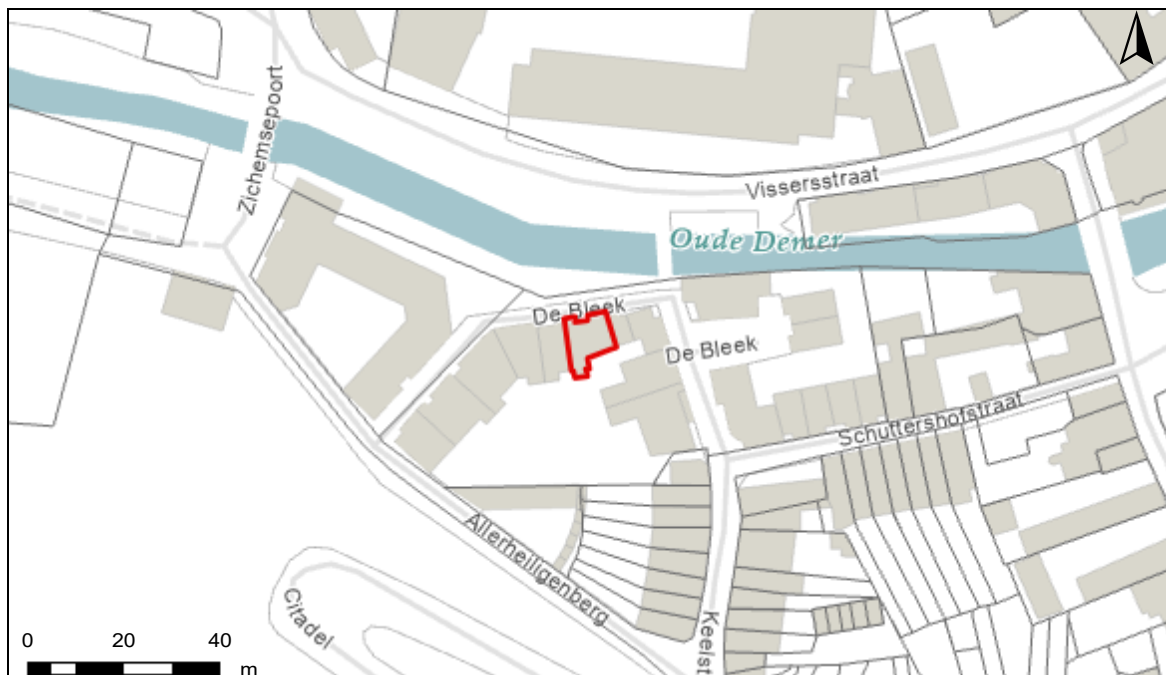 Zichemsepoort
Vissersstraat
Oude Demer
De Bleek
De Bleek
Schuttershofstraat
Allerheiligenberg
Citadel
Keelst
0 20 40
m